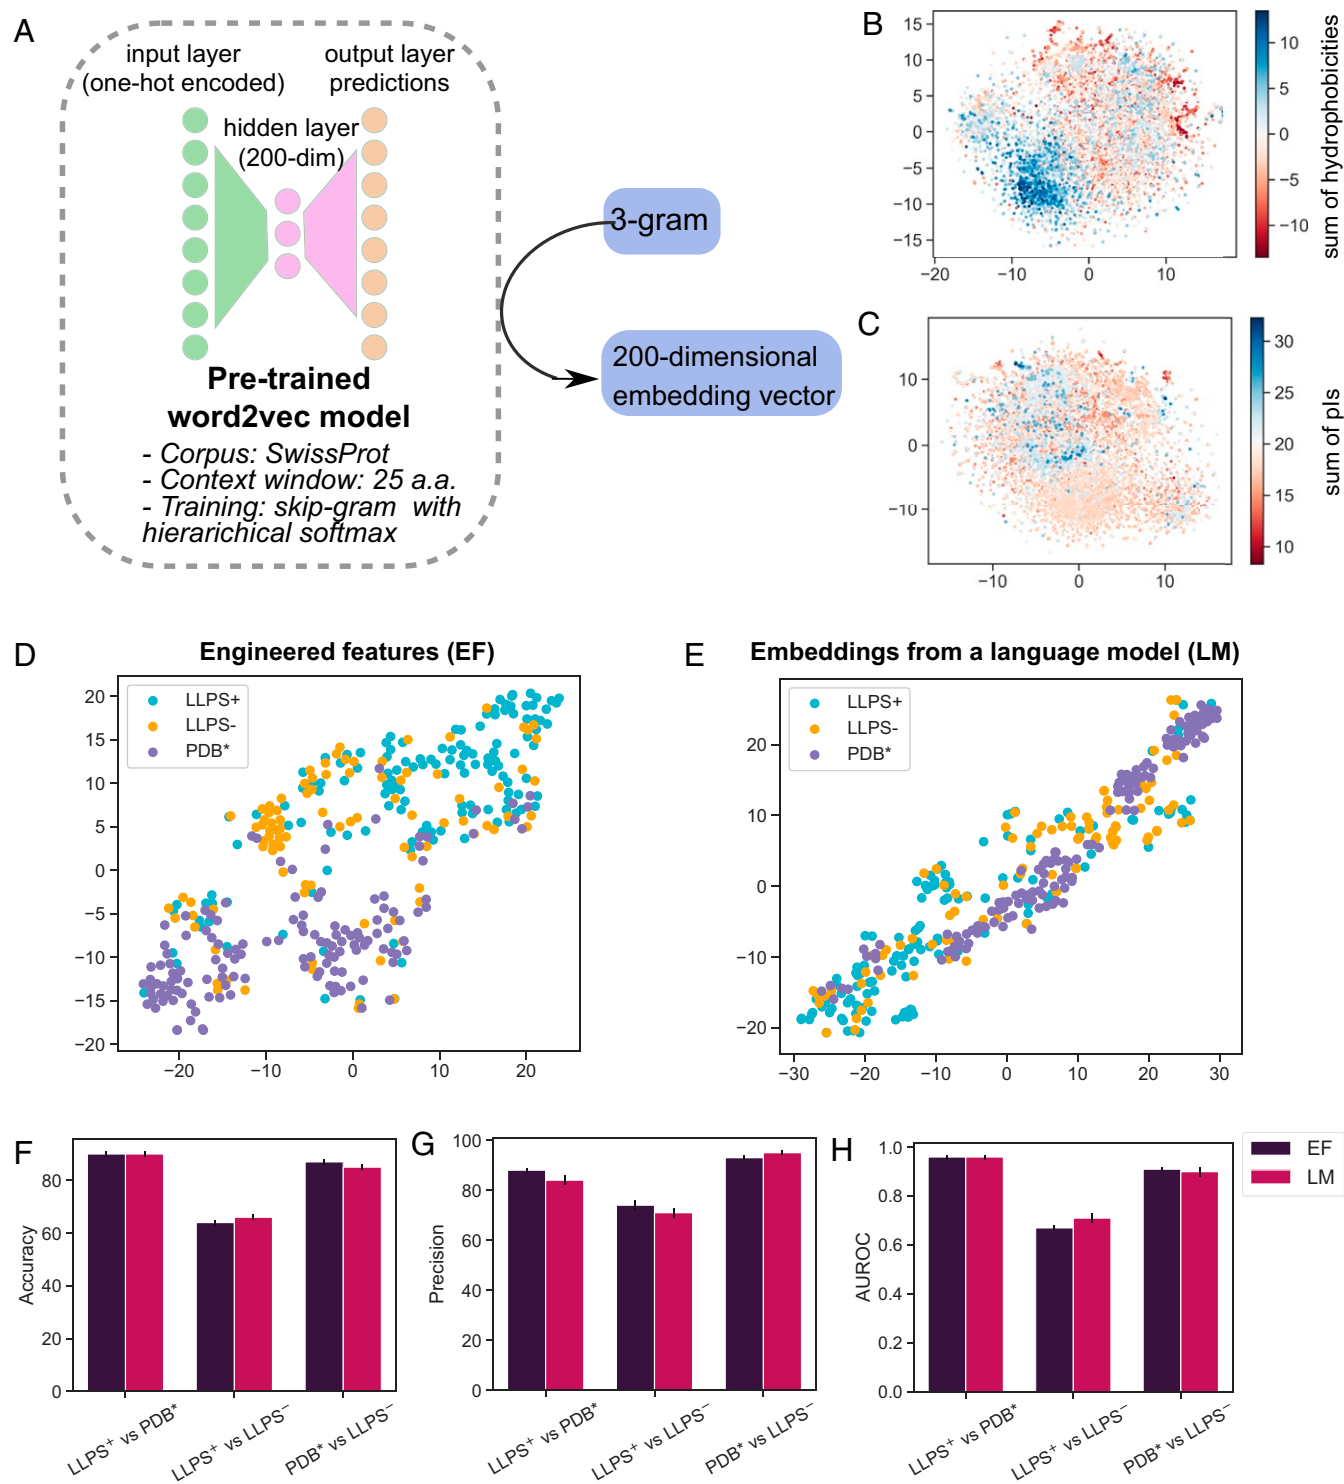 A
input layer
(one-hot encoded)
output layer
predictions
hidden layer
(200-dim)
Pre-trained
word2vec model
- Corpus: SwissProt
- Context window: 25 a.a.
- Training: skip-gram with
hierarichical softmax
3-gram
200-dimensional
embedding vector
B
15
10
5
0
−5
−10
−15
−20
−10
0
10
10
5
0
−5
−10
sum of hydrophobicities
C
10
0
−10
−10
0
10
30
25
20
15
10
sum of pIs
D
Engineered features (EF)
LLPS+
LLPS-
PDB*
20
15
10
5
0
−5
−10
−15
−20
−20
−10
0
10
20
E
Embeddings from a language model (LM)
LLPS+
LLPS-
PDB*
20
10
0
−10
−20
−30
−20
−10
0
10
20
30
F
Accuracy
80
60
40
20
0
LLPS⁺ vs PDB*
LLPS⁺ vs LLPS⁻
PDB* vs LLPS⁻
G
Precision
100
80
60
40
20
0
LLPS⁺ vs PDB*
LLPS⁺ vs LLPS⁻
PDB* vs LLPS⁻
H
AUROC
1.0
0.8
0.6
0.4
0.2
0.0
LLPS⁺ vs PDB*
LLPS⁺ vs LLPS⁻
PDB* vs LLPS⁻
EF
LM